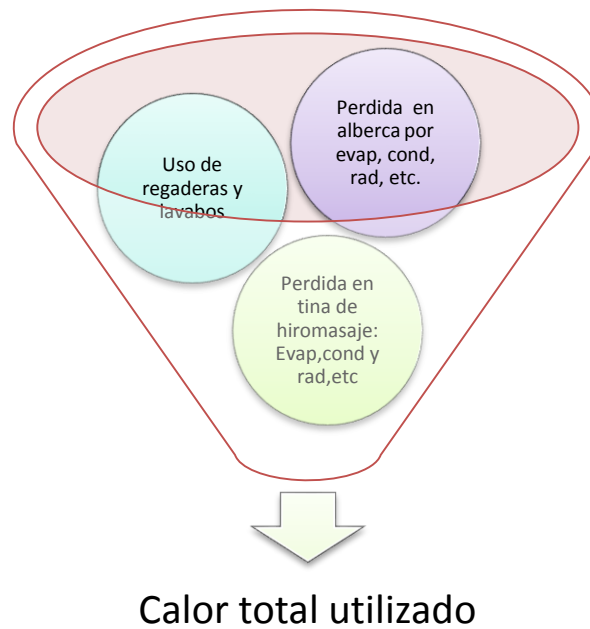 Perdida en
alberca por
evap, cond,
rad, etc.
Uso de
regaderas y
lavabos
Perdida en
tina de
hiromasaje:
Evap,cond y
rad,etc
Calor total utilizado